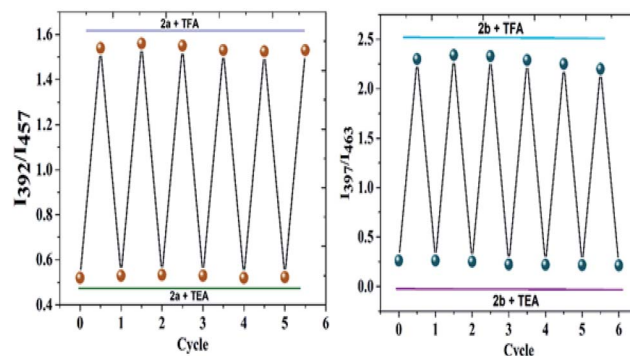 2a + TFA
1.6
1.4
1.2
1.0
0.8
0.6
0.4
I392/I457
2a + TEA
0 1 2 3 4 5 6
Cycle
2b + TFA
2.5
2.0
1.5
1.0
0.5
0.0
I397/I463
2b + TEA
0 1 2 3 4 5 6
Cycle